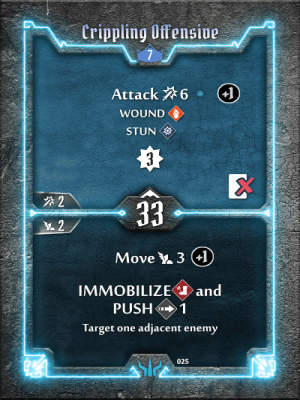 Crippling Offensive
7
Attack 6 +1
WOUND
STUN
3
2
33
2
Move 3 +1
IMMOBILIZE and
PUSH 1
Target one adjacent enemy
025